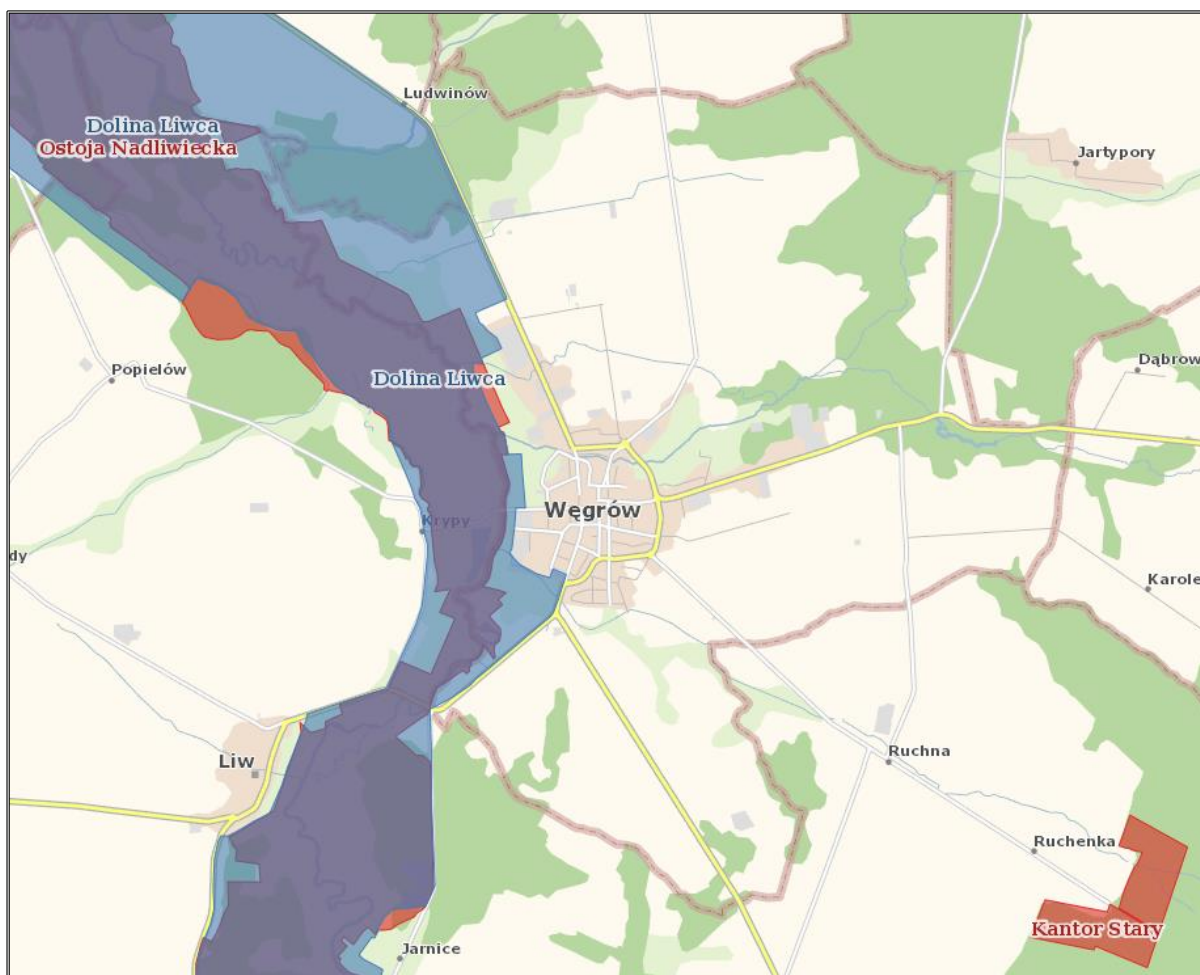 Ludwinów
Dolina Liwca
Ostoja Nadliwiecka
Jartypory
Popielów
Dolina Liwca
Dąbrow
Węgrów
Krypy
dy
Karole
Ruchna
Liw
Ruchenka
Kantor Stary
Jarnice